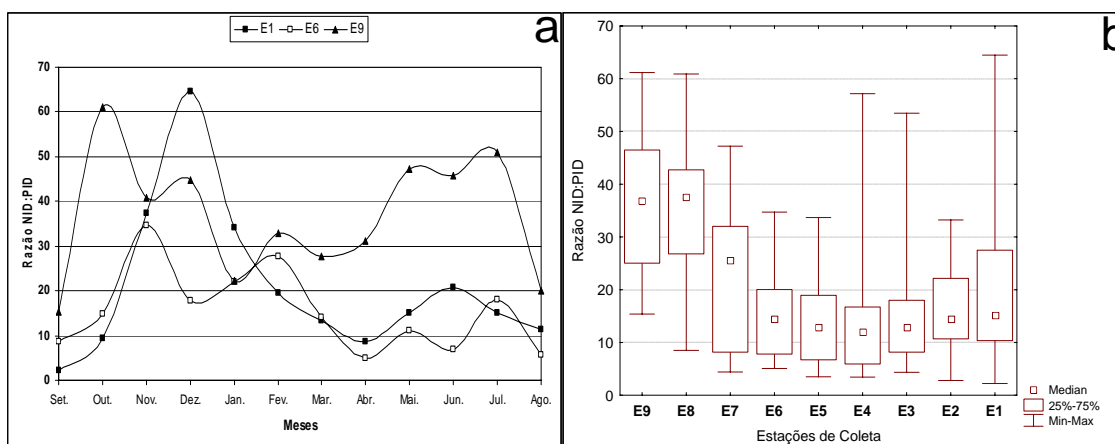 a
E1 E6 E9
70
60
50
40
30
20
10
0
Razão NID:PID
Set. Out. Nov. Dez. Jan. Fev. Mar. Abr. Mai. Jun. Jul. Ago.
Meses
b
70
60
50
40
30
20
10
0
Razão NID:PID
E9 E8 E7 E6 E5 E4 E3 E2 E1
Estações de Coleta
Median
25%-75%
Min-Max